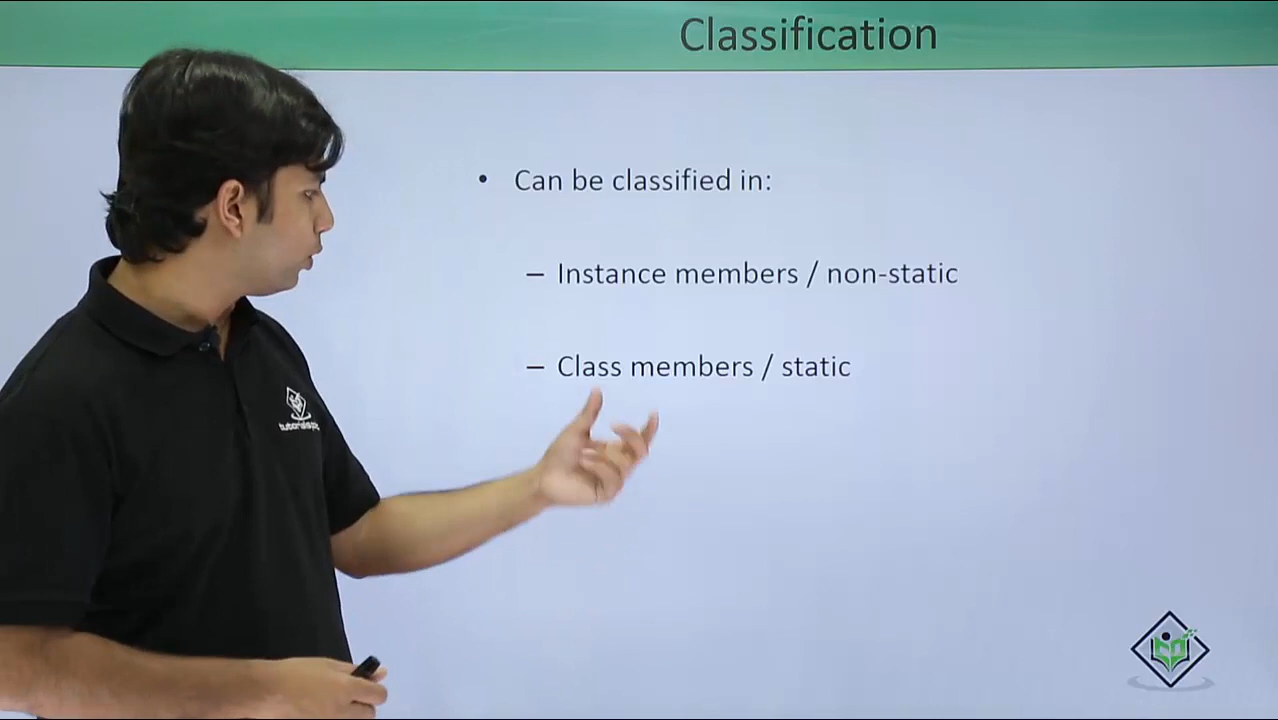 Classification
• Can be classified in:
– Instance members / non-static
– Class members / static